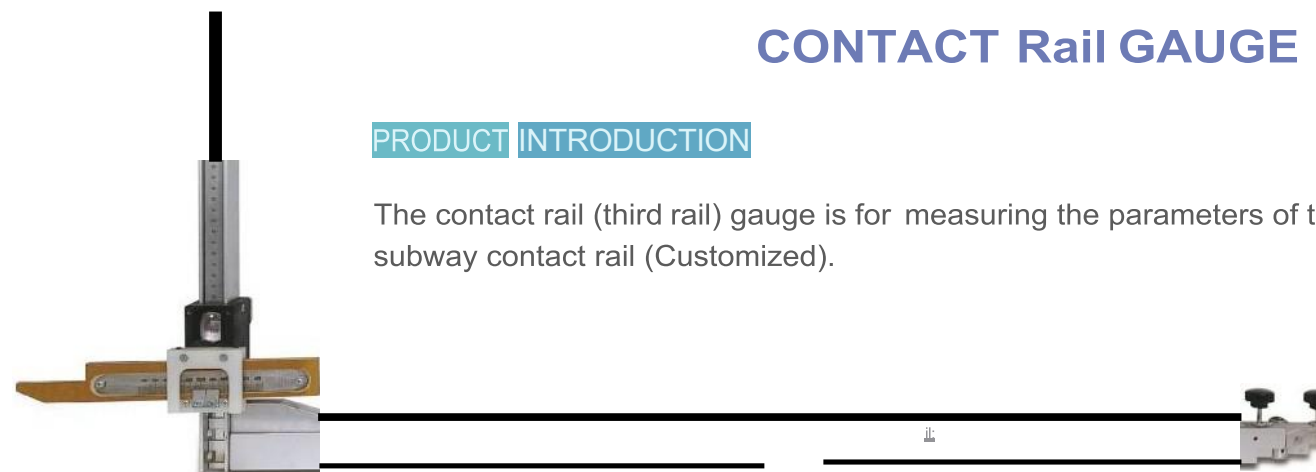 CONTACT Rail GAUGE
PRODUCT INTRODUCTION
The contact rail (third rail) gauge is for measuring the parameters of t
subway contact rail (Customized).